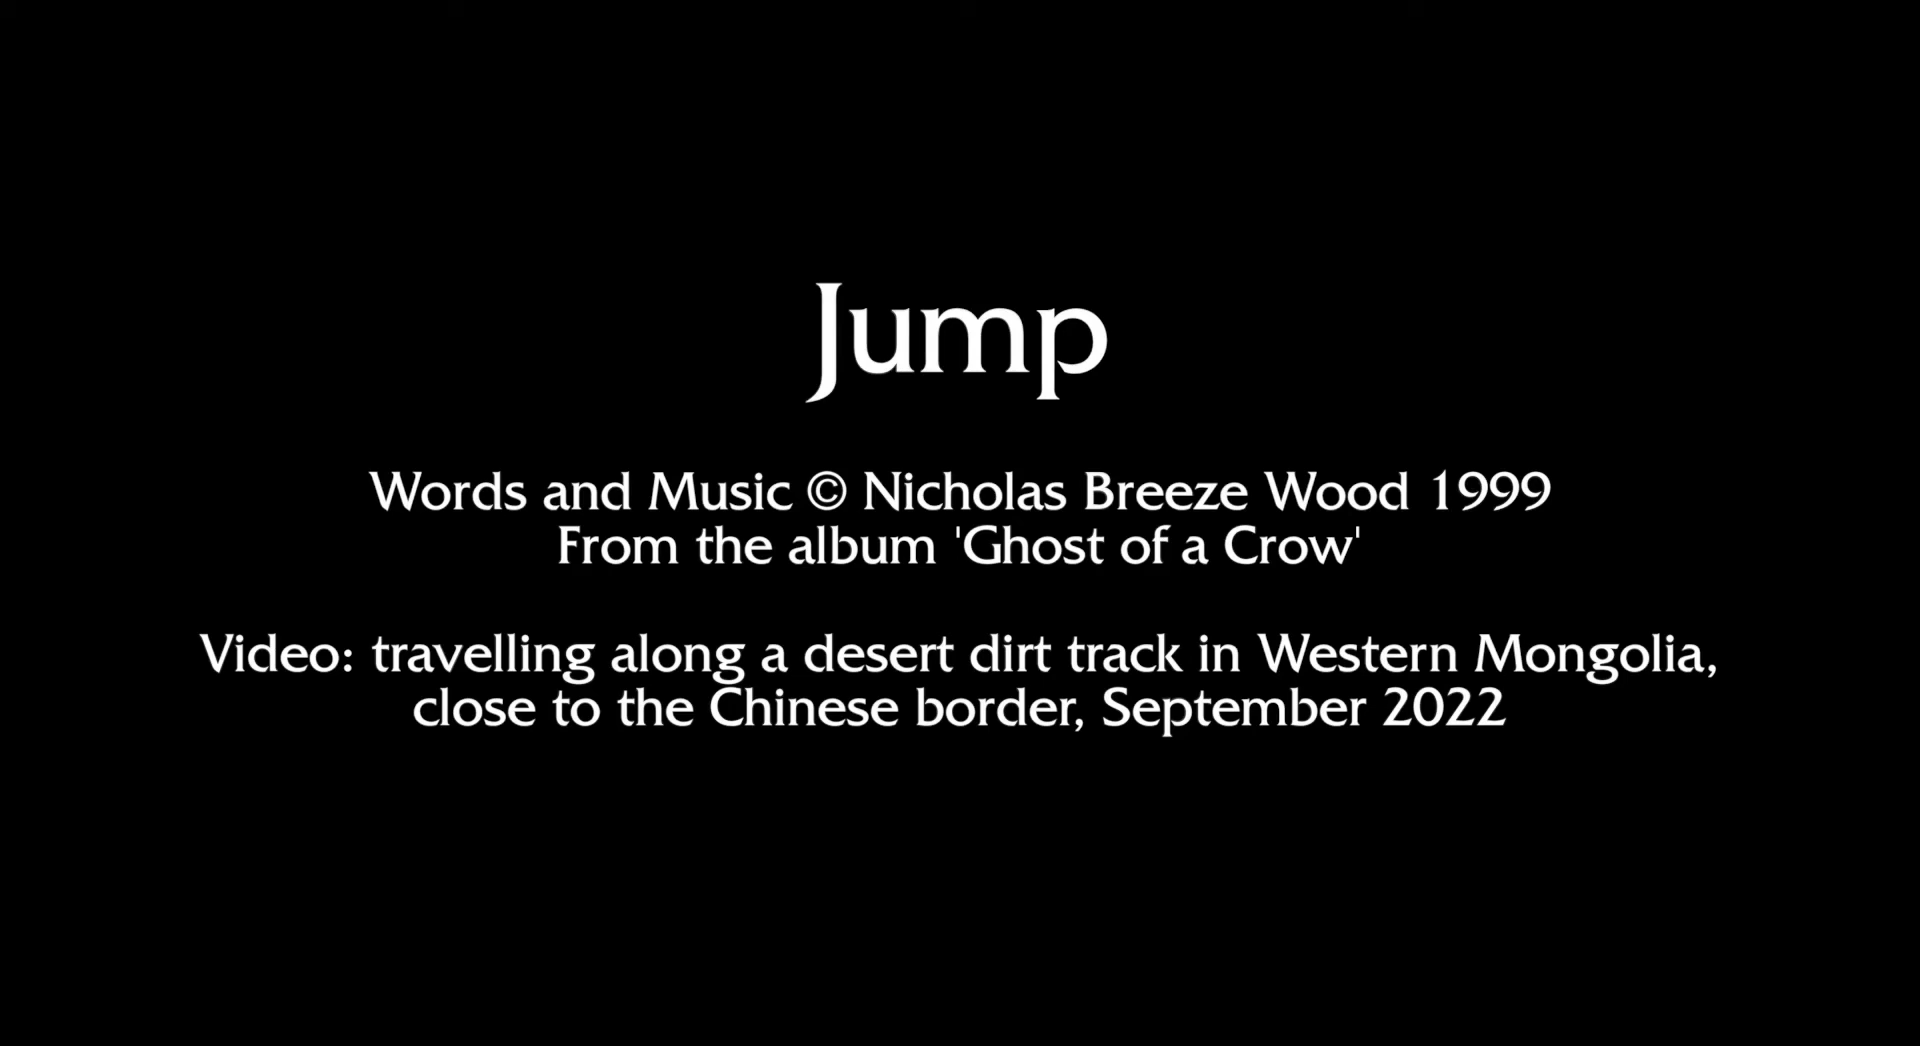 Jump
Words and Music © Nicholas Breeze Wood 1999
From the album 'Ghost of a Crow'
Video: travelling along a desert dirt track in Western Mongolia,
close to the Chinese border, September 2022